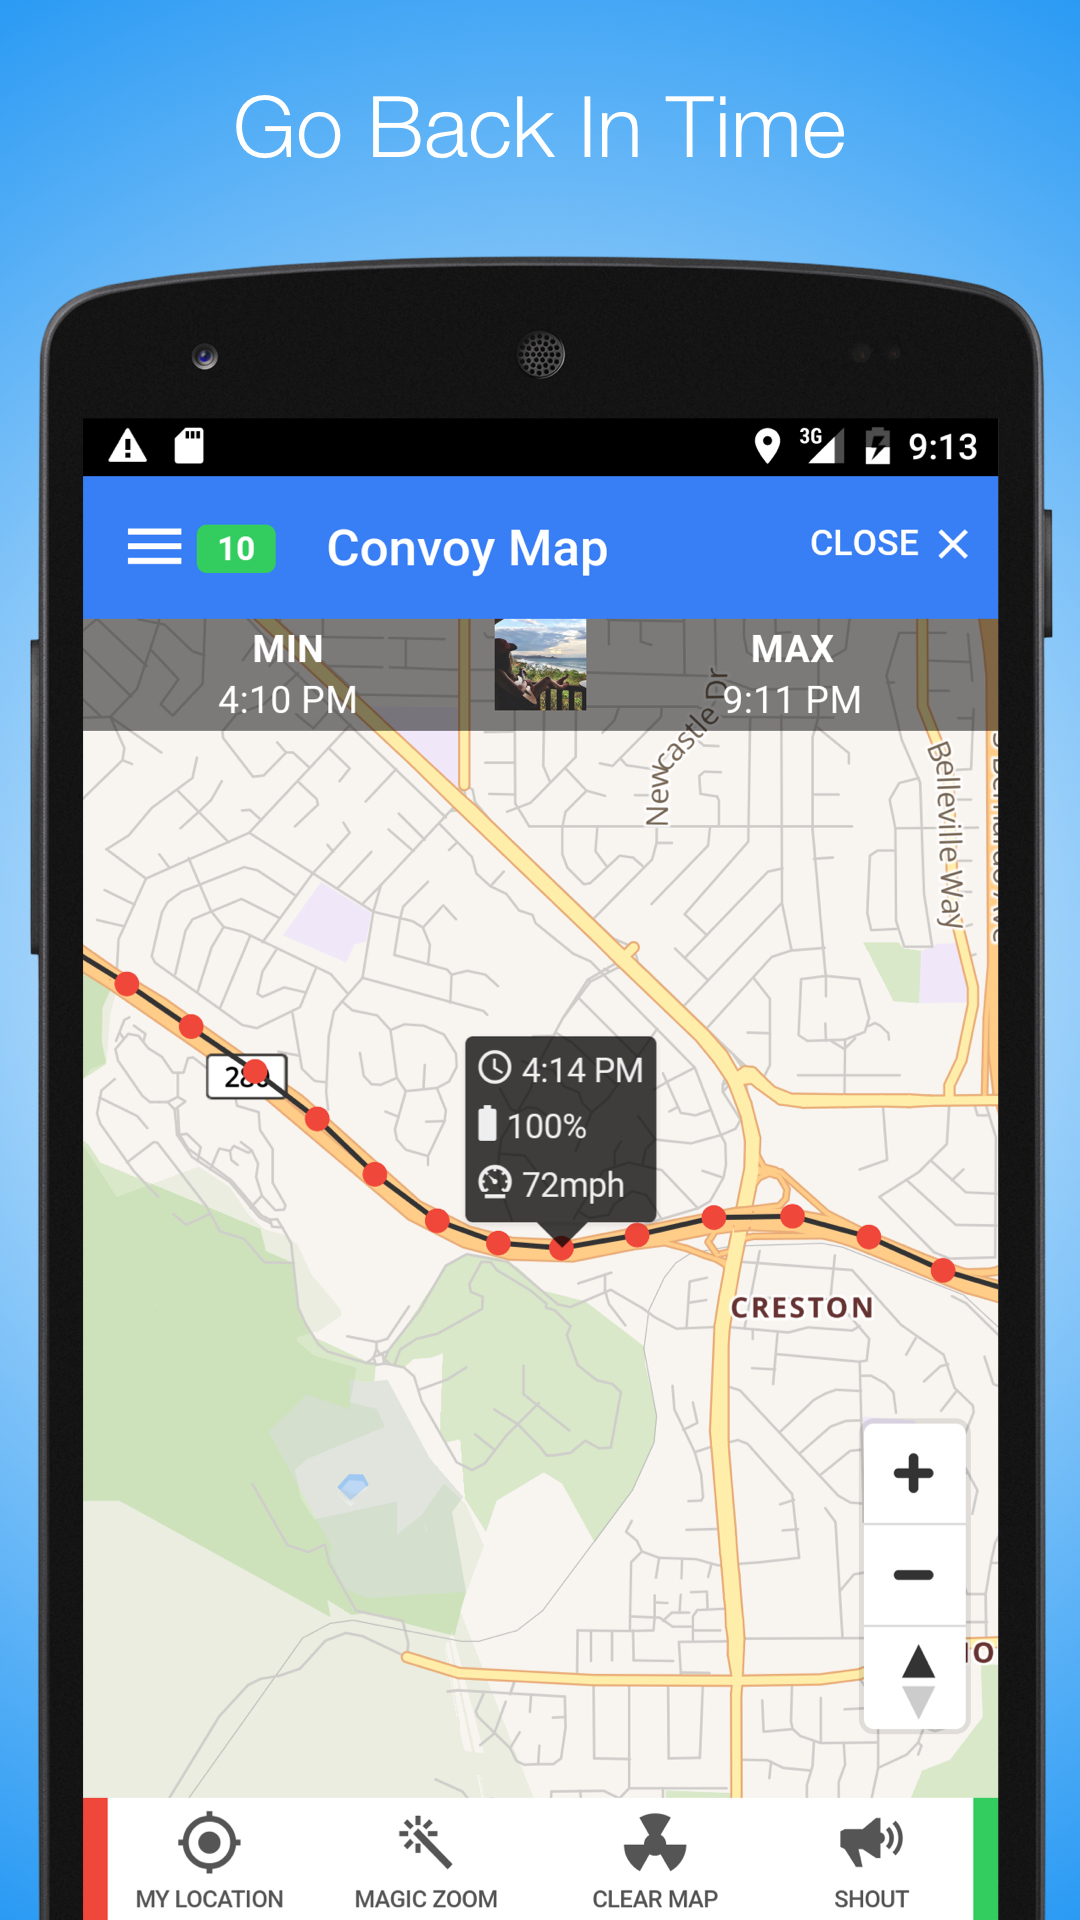 Go Back In Time
3G 9:13
10 Convoy Map CLOSE
MIN MAX
4:10 PM 9:11 PM
Newcastle Dr
Belleville Way
4:14 PM
100%
72mph
CRESTON
MY LOCATION MAGIC ZOOM CLEAR MAP SHOUT